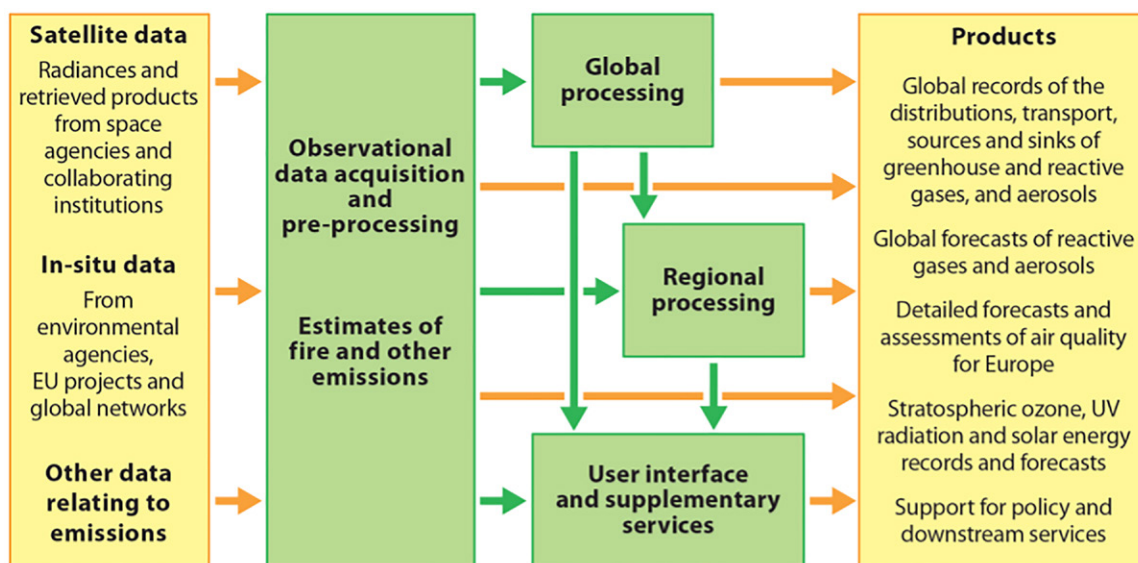 Satellite data
Radiances and
retrieved products
from space
agencies and
collaborating
institutions
In-situ data
From
environmental
agencies,
EU projects and
global networks
Other data
relating to
emissions
Observational
data acquisition
and
pre-processing
Estimates of
fire and other
emissions
Global
processing
Regional
processing
User interface
and supplementary
services
Products
Global records of the
distributions, transport,
sources and sinks of
greenhouse and reactive
gases, and aerosols
Global forecasts of reactive
gases and aerosols
Detailed forecasts and
assessments of air quality
for Europe
Stratospheric ozone, UV
radiation and solar energy
records and forecasts
Support for policy and
downstream services